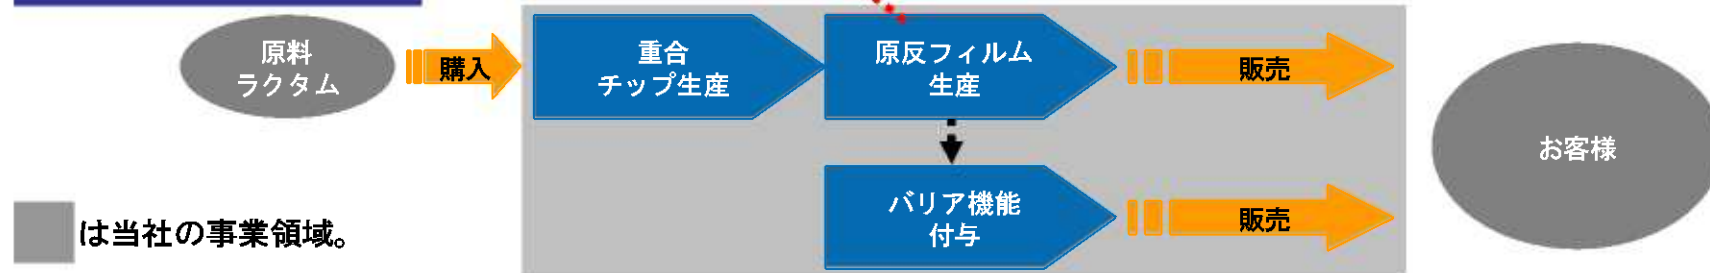 原料
ラクタム
購入
重合
チップ生産
原反フィルム
生産
販売
お客様
バリア機能
付与
販売
は当社の事業領域。